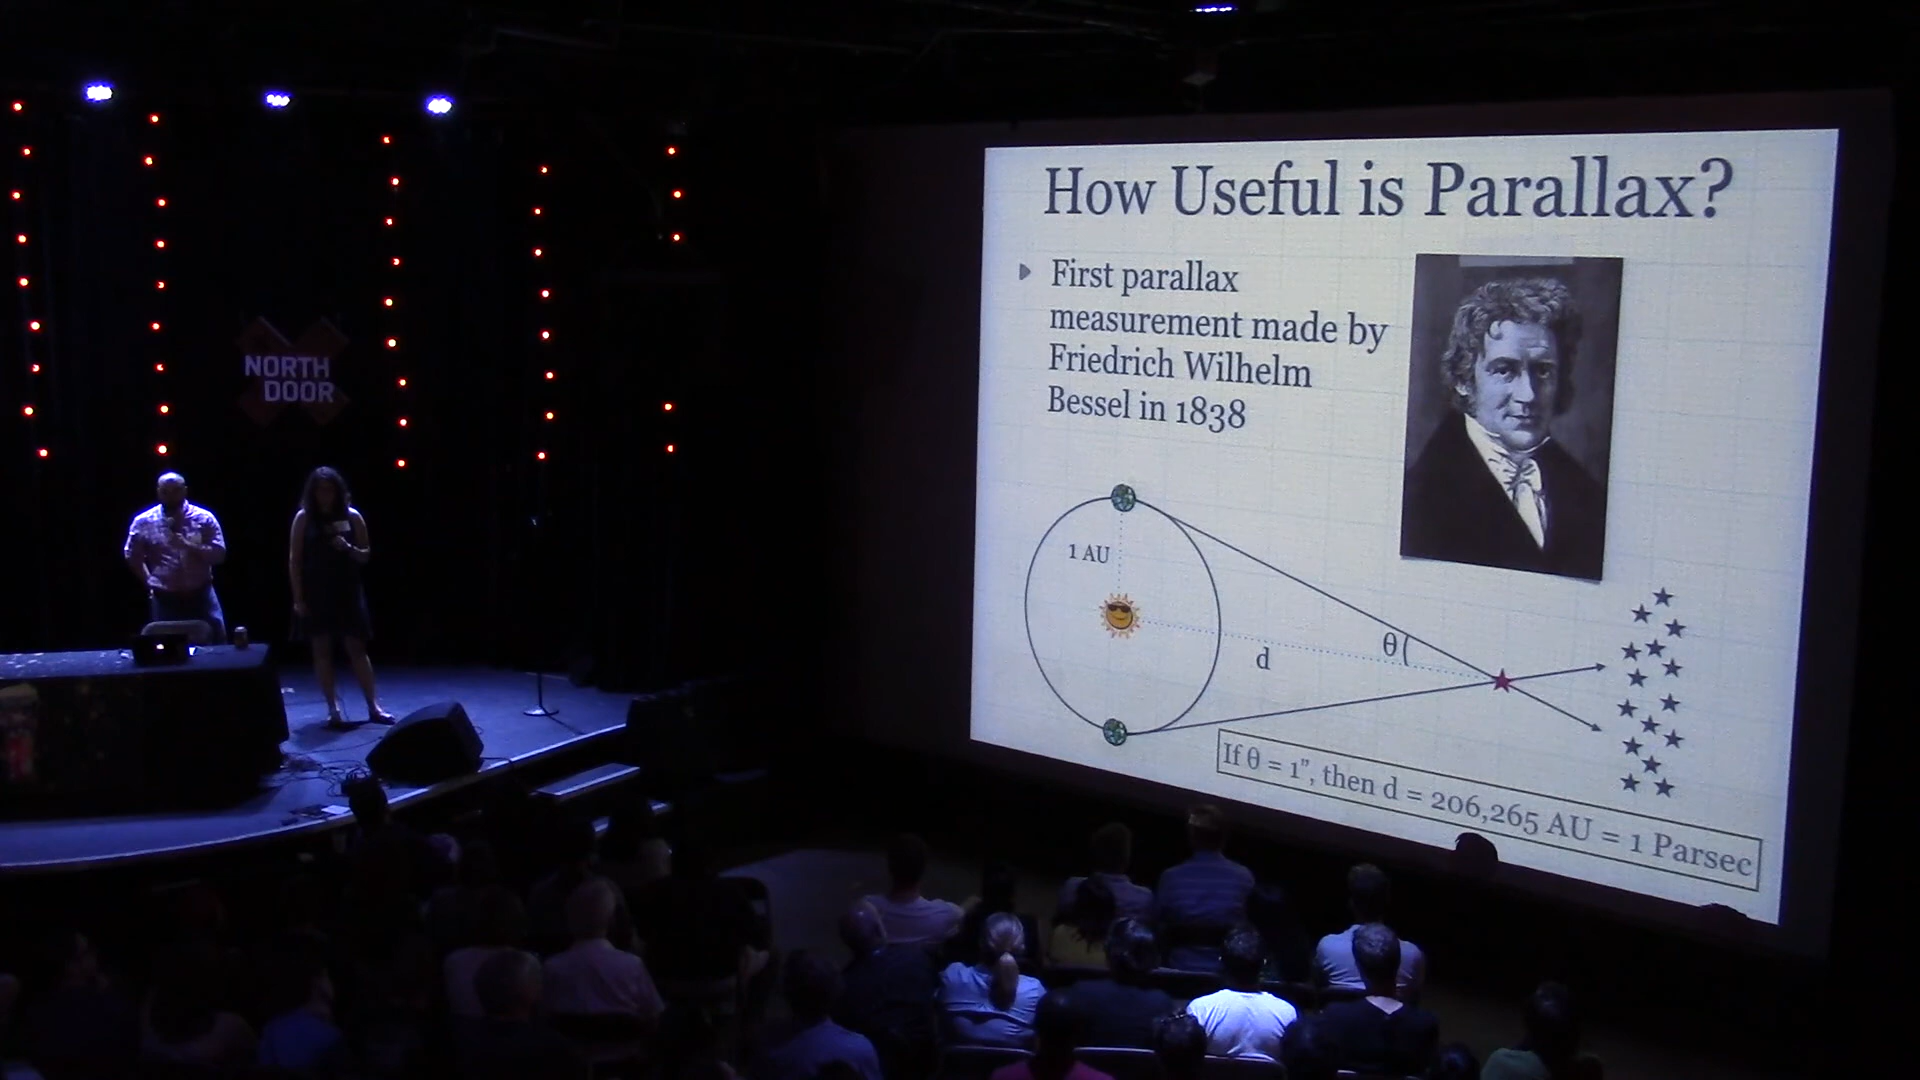 NORTH
DOOR
How Useful is Parallax?
First parallax
measurement made by
Friedrich Wilhelm
Bessel in 1838
1 AU
θ
d
If θ = 1”, then d = 206,265 AU = 1 Parsec